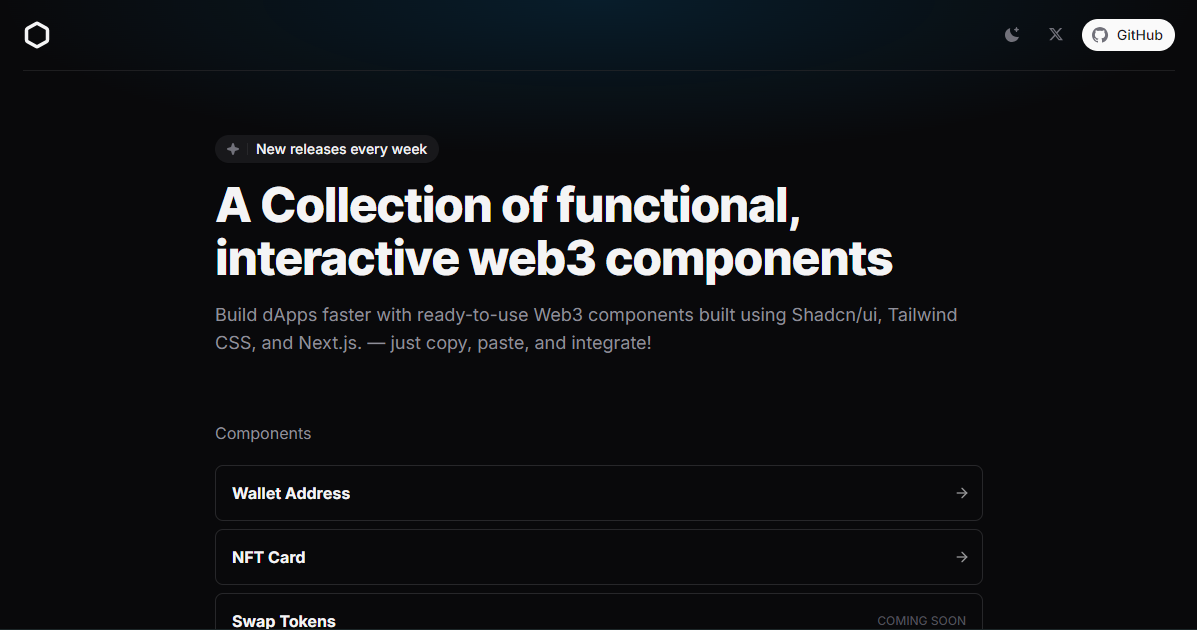 GitHub
New releases every week
A Collection of functional,
interactive web3 components
Build dApps faster with ready-to-use Web3 components built using Shadcn/ui, Tailwind
CSS, and Next.js. — just copy, paste, and integrate!
Components
Wallet Address
NFT Card
Swap Tokens COMING SOON